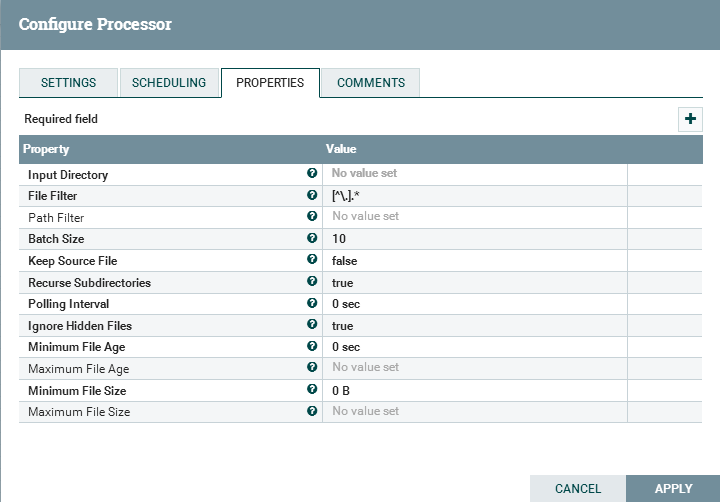 Configure Processor
SETTINGS SCHEDULING PROPERTIES COMMENTS
Required field
Property Value
Input Directory No value set
File Filter [^\.].*
Path Filter No value set
Batch Size 10
Keep Source File false
Recurse Subdirectories true
Polling Interval 0 sec
Ignore Hidden Files true
Minimum File Age 0 sec
Maximum File Age No value set
Minimum File Size 0 B
Maximum File Size No value set
CANCEL APPLY